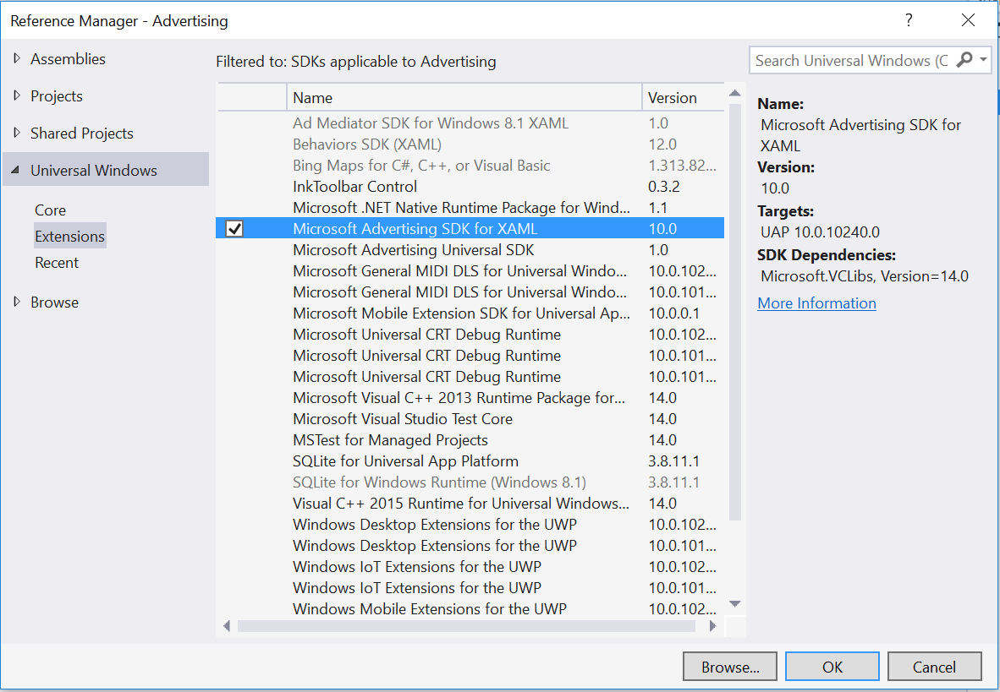 Reference Manager - Advertising ?
Assemblies
Projects
Shared Projects
Universal Windows
Core
Extensions
Recent
Browse
Filtered to: SDKs applicable to Advertising
Name Version
Ad Mediator SDK for Windows 8.1 XAML 1.0
Behaviors SDK (XAML) 12.0
Bing Maps for C#, C++, or Visual Basic 1.313.82...
InkToolbar Control 0.3.2
Microsoft .NET Native Runtime Package for Wind... 1.1
Microsoft Advertising SDK for XAML 10.0
Microsoft Advertising Universal SDK 1.0
Microsoft General MIDI DLS for Universal Windo... 10.0.102...
Microsoft General MIDI DLS for Universal Windo... 10.0.101...
Microsoft Mobile Extension SDK for Universal Ap... 10.0.0.1
Microsoft Universal CRT Debug Runtime 10.0.102...
Microsoft Universal CRT Debug Runtime 10.0.101...
Microsoft Universal CRT Debug Runtime 10.0.101...
Microsoft Visual C++ 2013 Runtime Package for... 14.0
Microsoft Visual Studio Test Core 14.0
MSTest for Managed Projects 14.0
SQLite for Universal App Platform 3.8.11.1
SQLite for Windows Runtime (Windows 8.1) 3.8.11.1
Visual C++ 2015 Runtime for Universal Windows... 14.0
Windows Desktop Extensions for the UWP 10.0.102...
Windows Desktop Extensions for the UWP 10.0.101...
Windows IoT Extensions for the UWP 10.0.102...
Windows IoT Extensions for the UWP 10.0.101...
Windows Mobile Extensions for the UWP 10.0.102...
Search Universal Windows (C
Name:
Microsoft Advertising SDK for
XAML
Version:
10.0
Targets:
UAP 10.0.10240.0
SDK Dependencies:
Microsoft.VCLibs, Version=14.0
More Information
Browse... OK Cancel